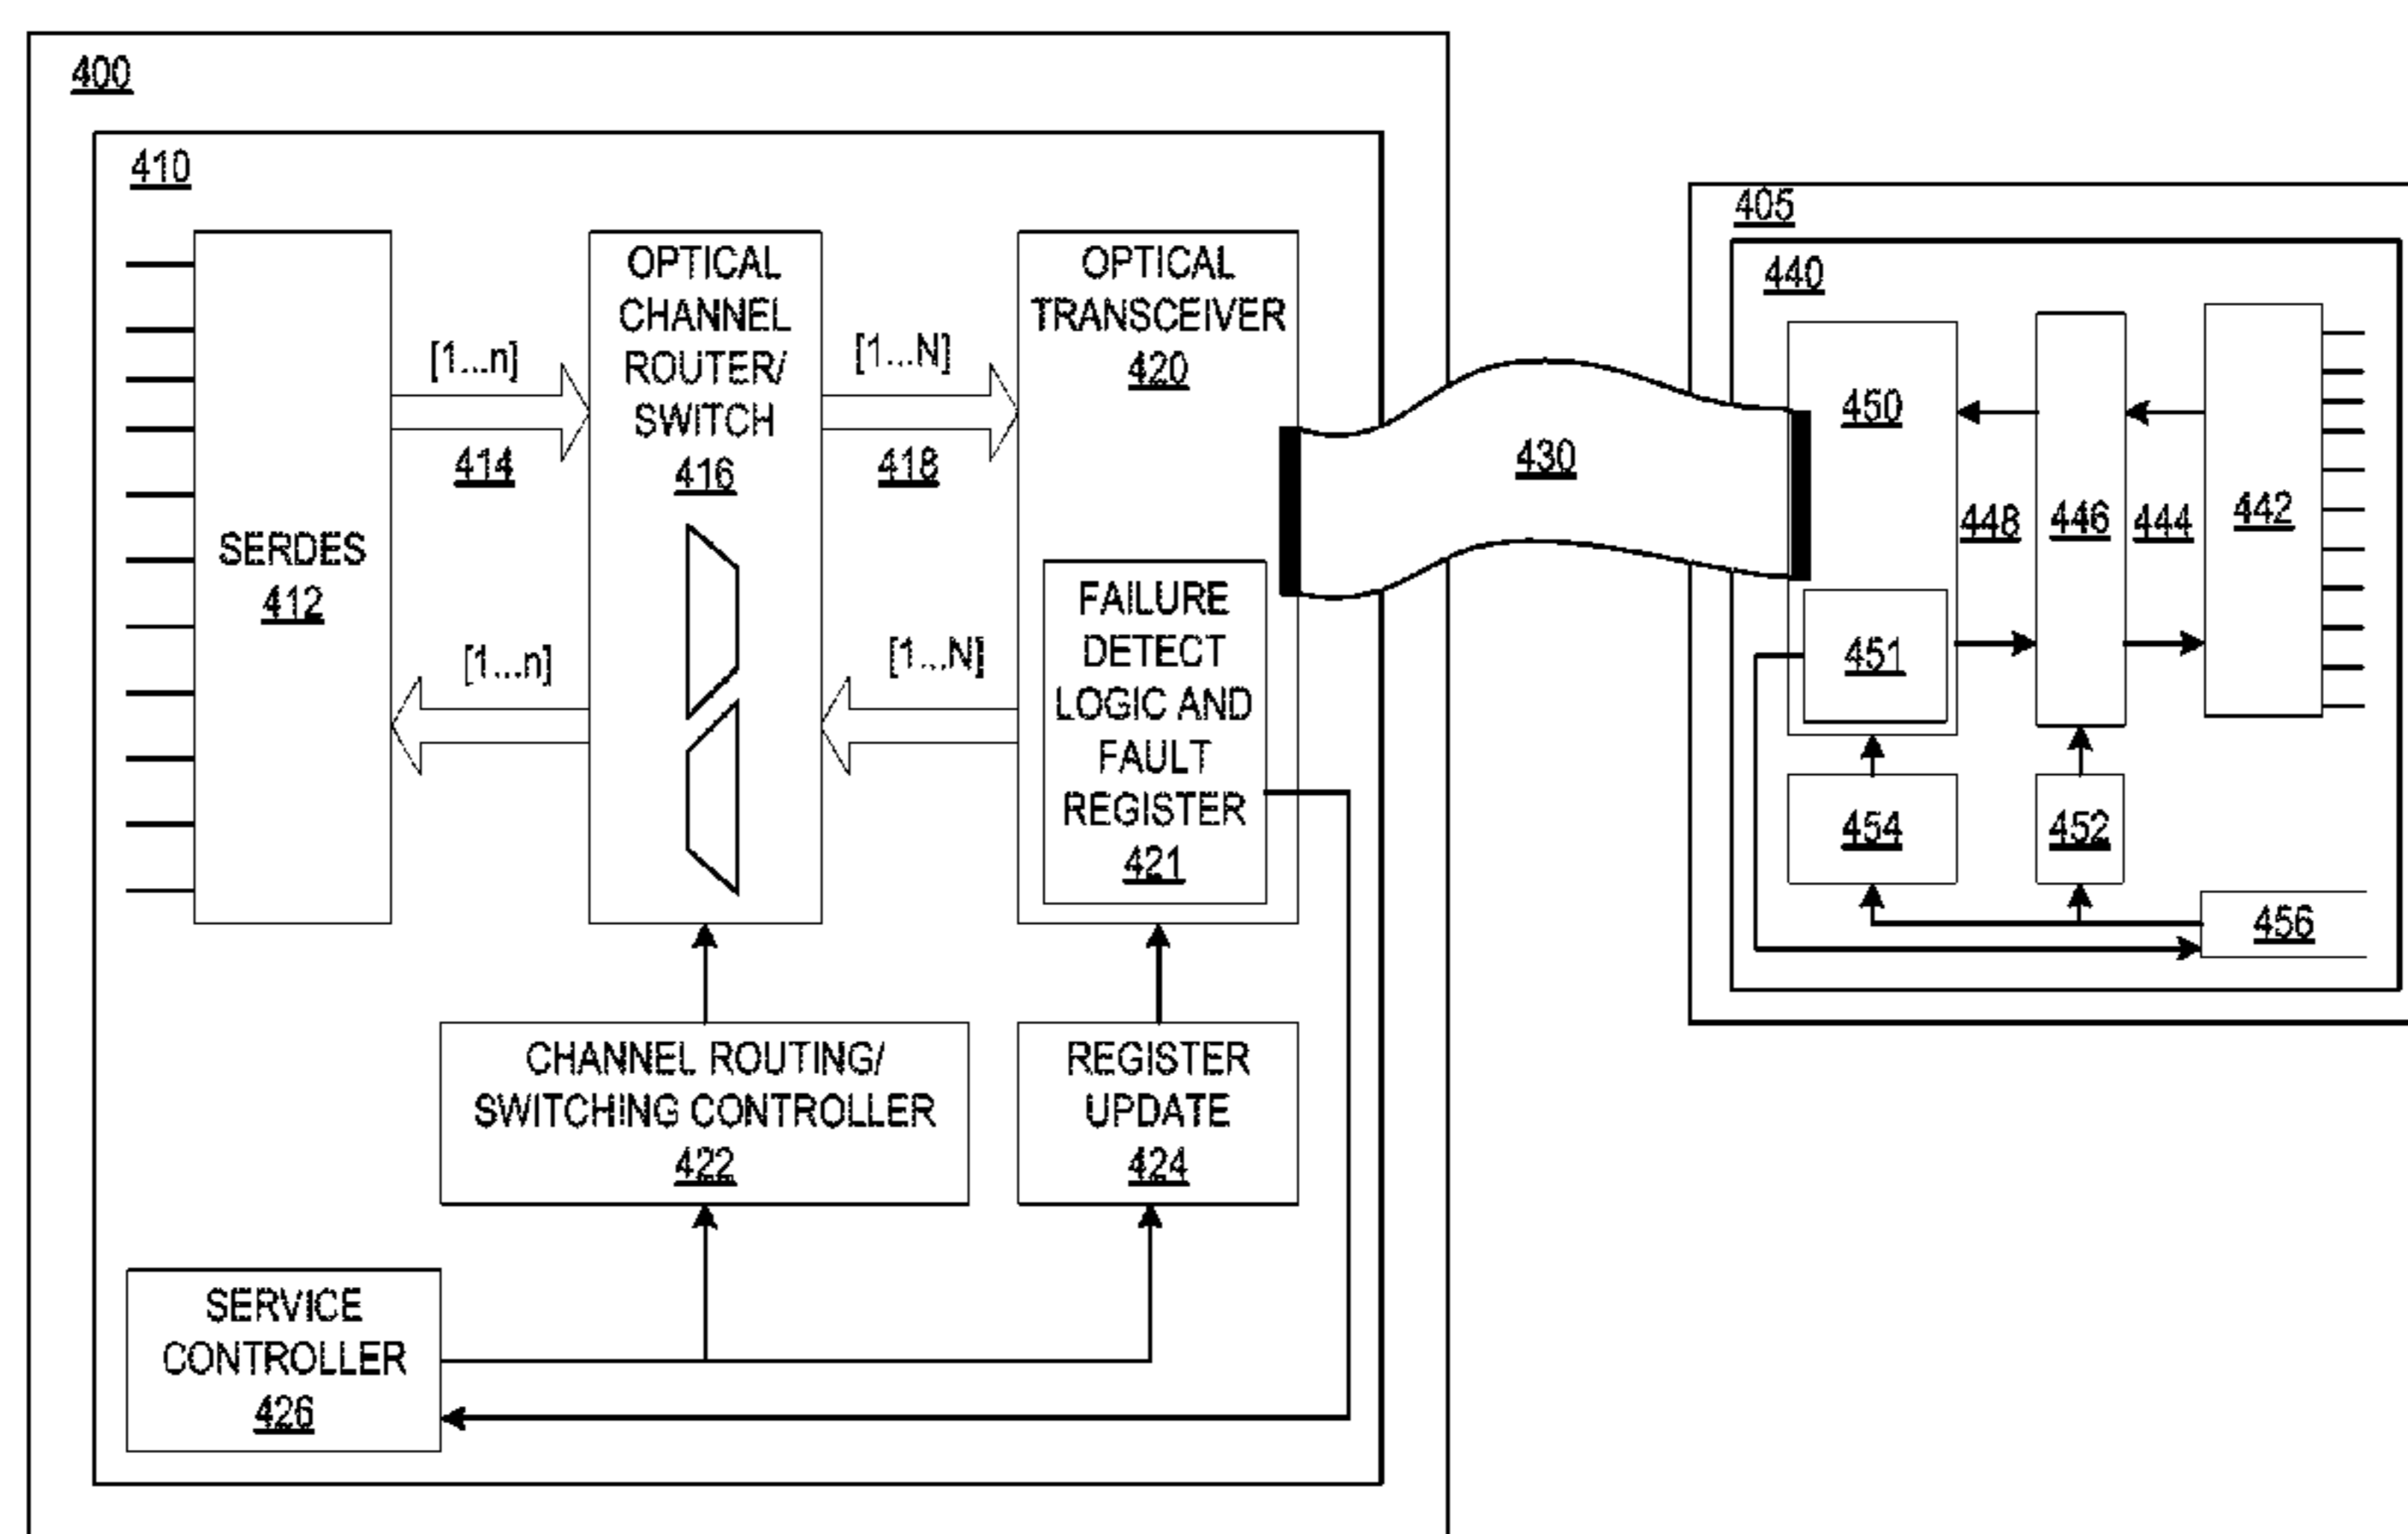 400
410
SERDES
412
[1...n]
414
[1...n]
OPTICAL
CHANNEL
ROUTER/
SWITCH
416
[1...N]
418
[1...N]
OPTICAL
TRANSCEIVER
420
FAILURE
DETECT
LOGIC AND
FAULT
REGISTER
421
CHANNEL ROUTING/
SWITCHING CONTROLLER
422
REGISTER
UPDATE
424
SERVICE
CONTROLLER
426
430
405
440
450
451
448
446
444
442
454
452
456